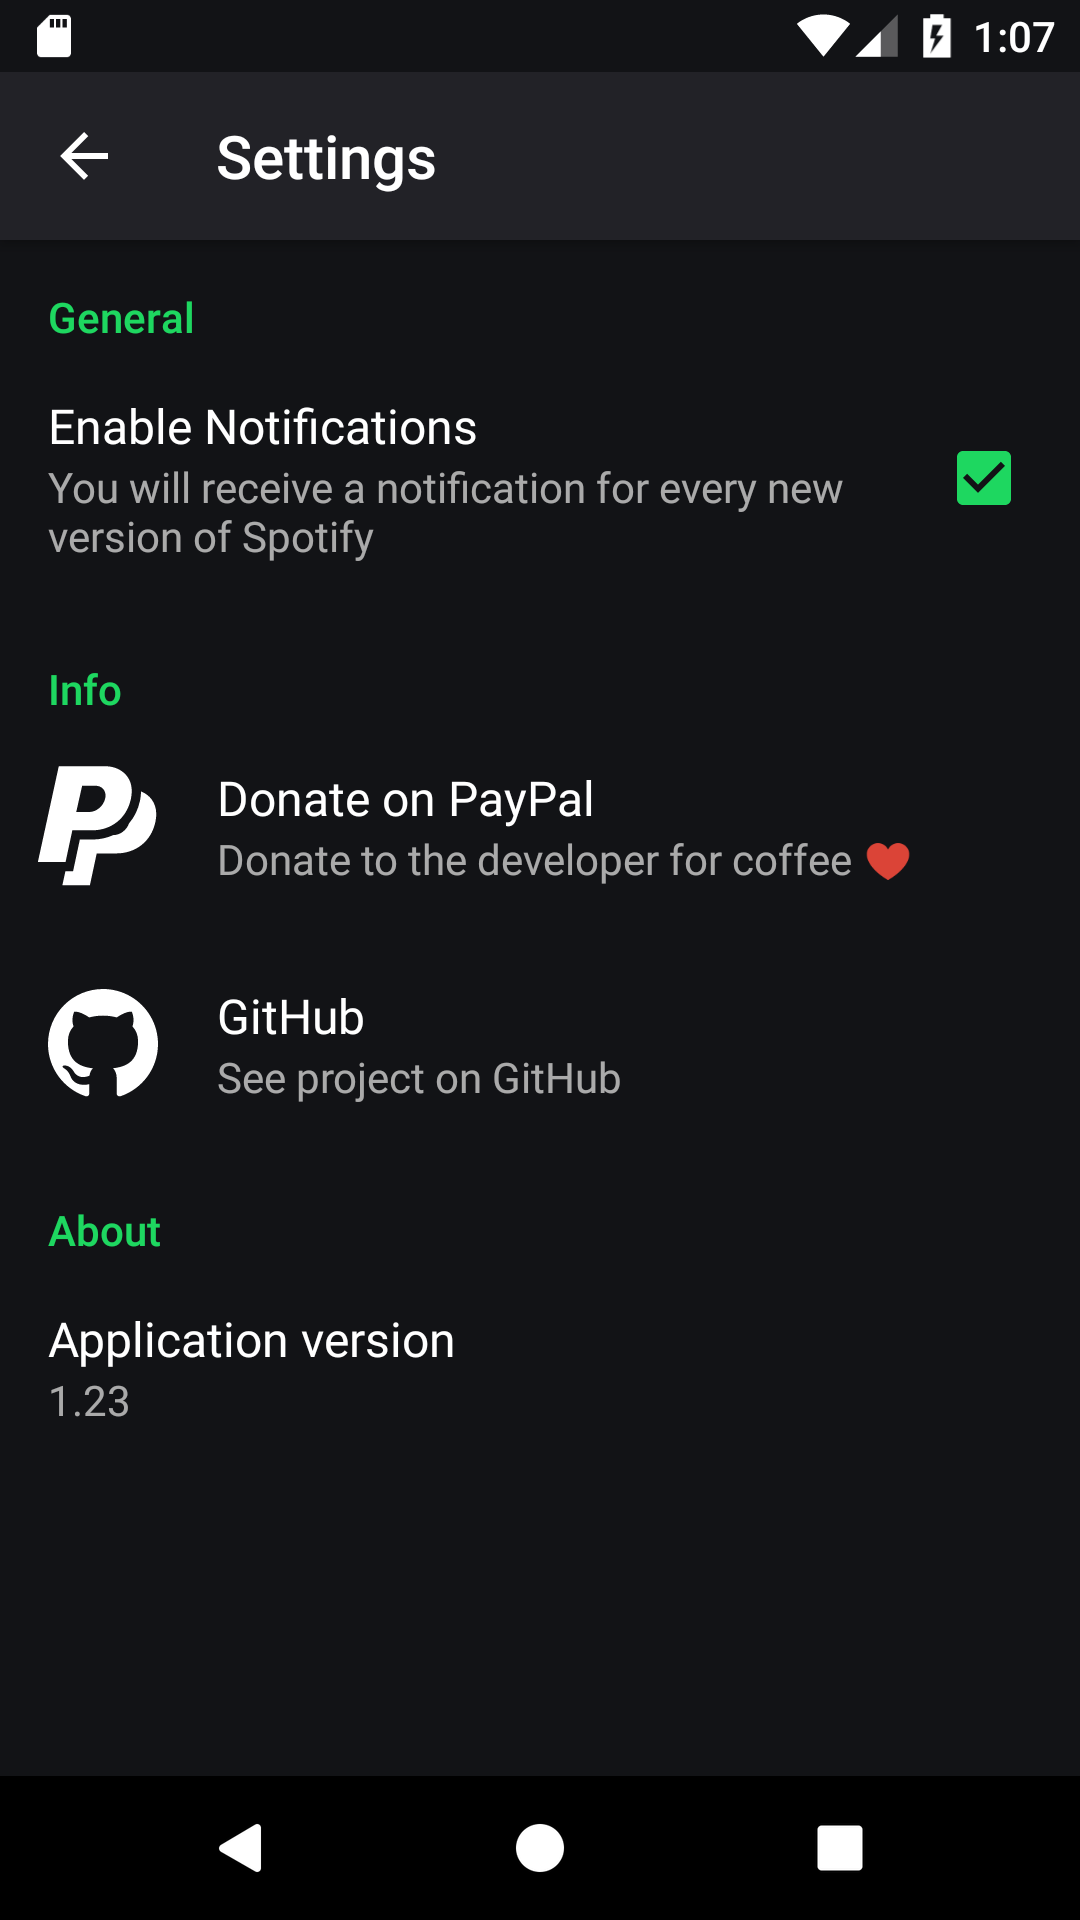 1:07
Settings
General
Enable Notifications
You will receive a notification for every new
version of Spotify
Info
Donate on PayPal
Donate to the developer for coffee ❤
GitHub
See project on GitHub
About
Application version
1.23